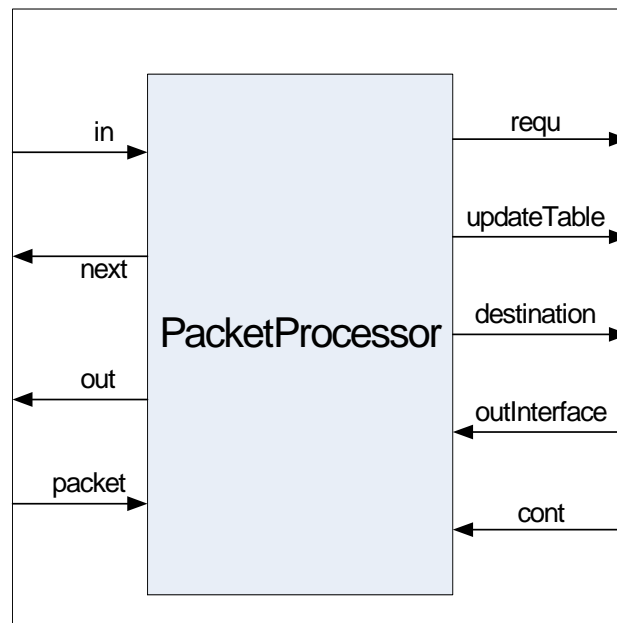 in
next
out
packet
PacketProcessor
requ
updateTable
destination
outInterface
cont